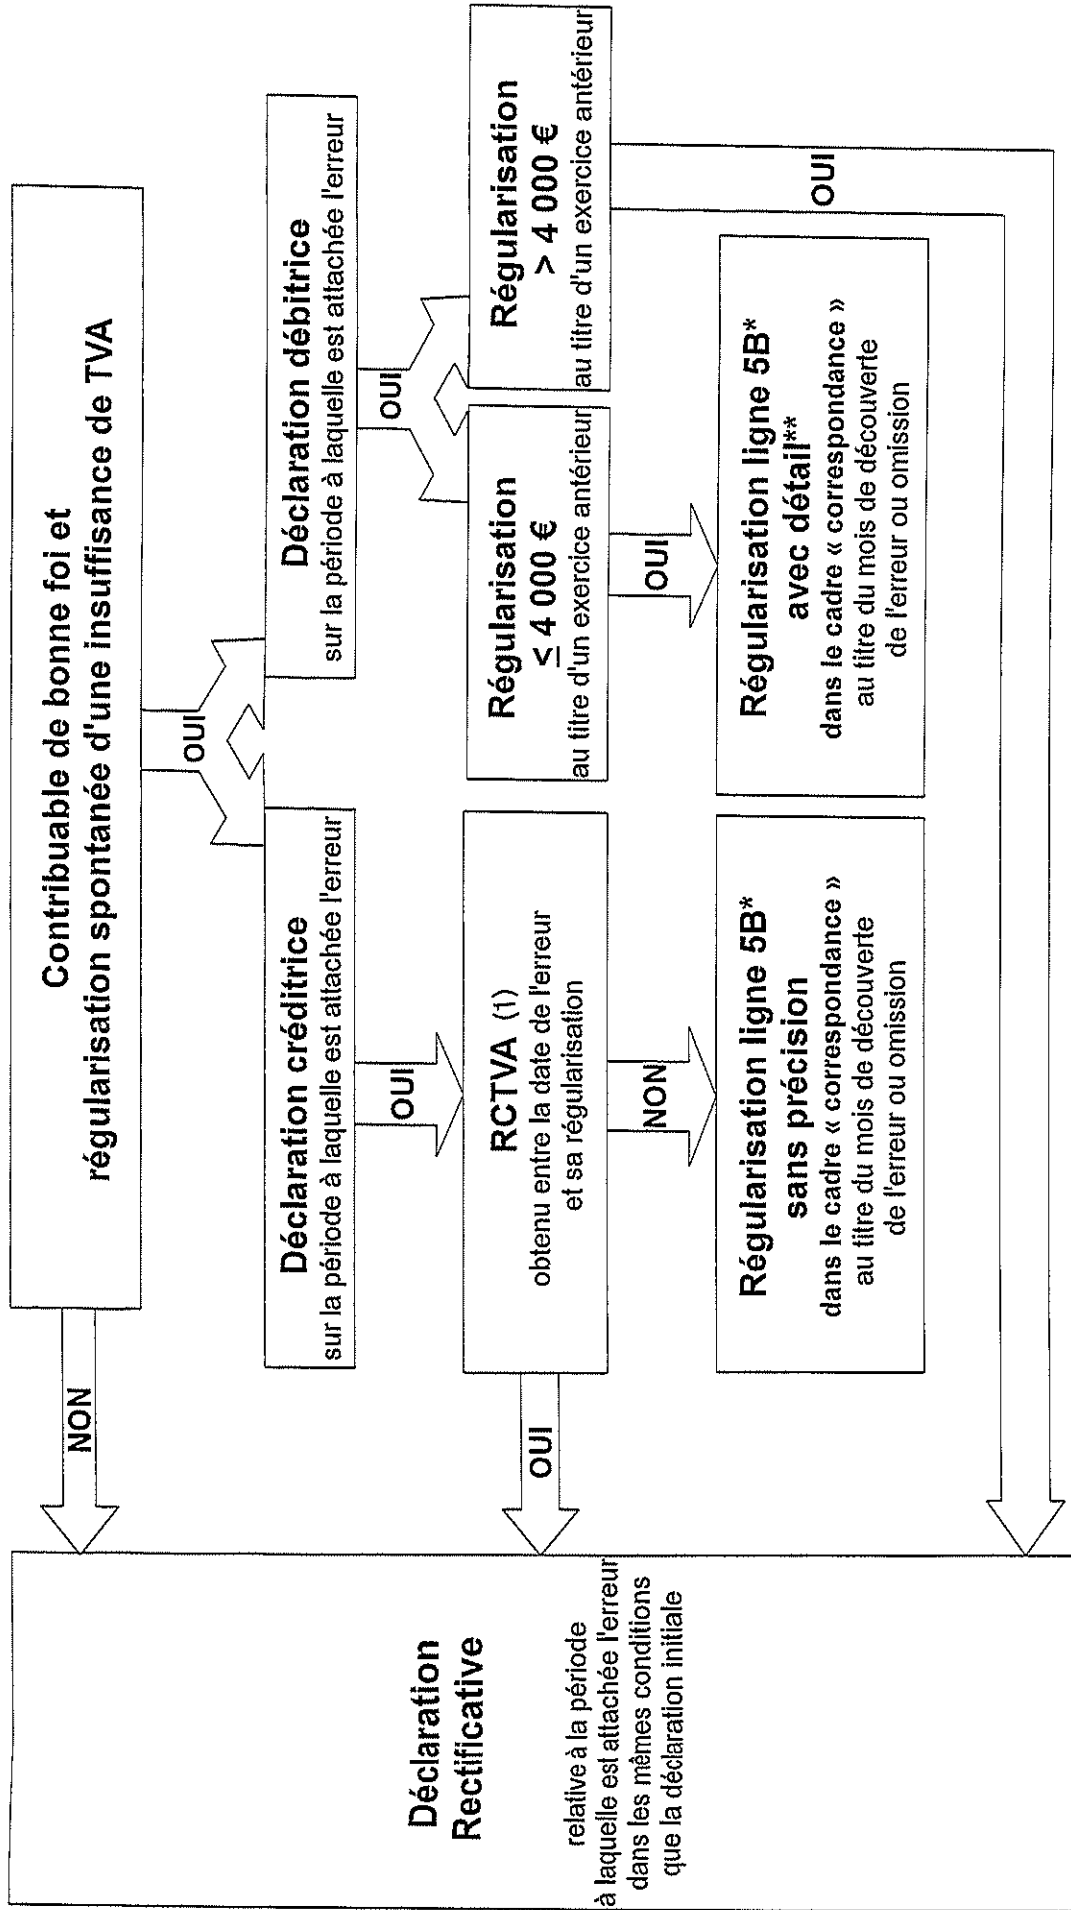 Contribuable de bonne foi et
régularisation spontanée d'une insuffisance de TVA
NON
OUI
Déclaration créditrice
sur la période à laquelle est attachée l'erreur
Déclaration débitrice
sur la période à laquelle est attachée l'erreur
OUI
OUI
RCTVA (1)
obtenu entre la date de l'erreur
et sa régularisation
Régularisation
≤ 4 000 €
au titre d'un exercice antérieur
Régularisation
> 4 000 €
au titre d'un exercice antérieur
OUI
NON
OUI
OUI
Régularisation ligne 5B*
sans précision
dans le cadre « correspondance »
au titre du mois de découverte
de l'erreur ou omission
Régularisation ligne 5B*
avec détail**
dans le cadre « correspondance »
au titre du mois de découverte
de l'erreur ou omission
Déclaration
Rectificative
relative à la période
à laquelle est attachée l'erreur
dans les mêmes conditions
que la déclaration initiale